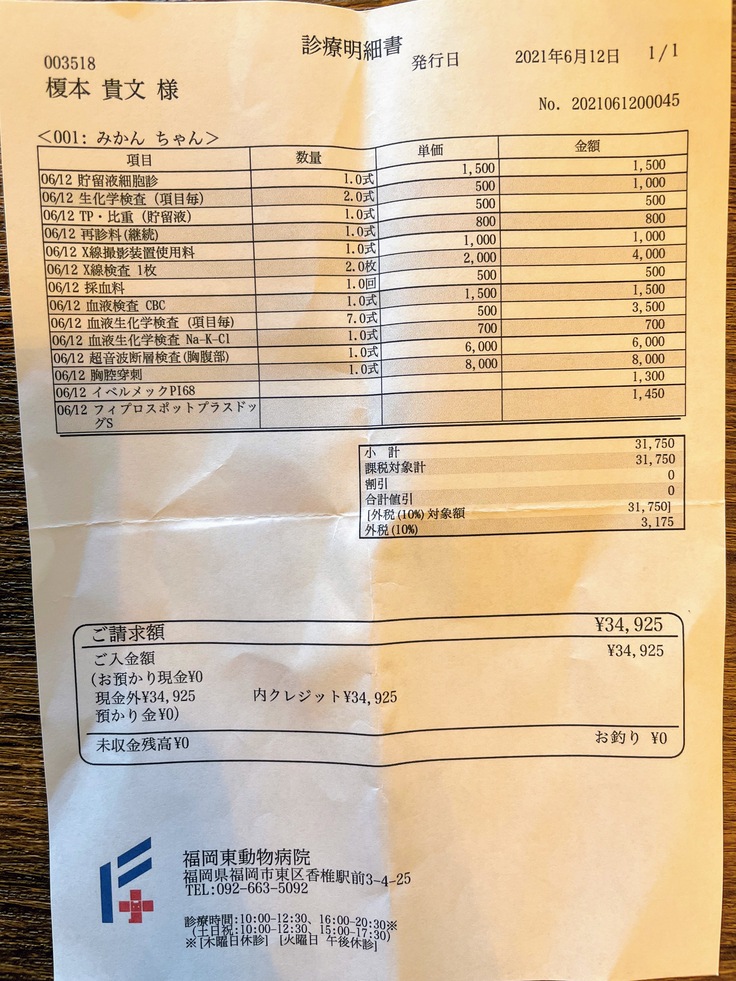 診療明細書
003518
榎本 貴文 様
発行日 2021年6月12日 1/1
No. 2021061200045
<001: みかん ちゃん>
項目 数量 単価 金額
06/12 貯留液細胞診 1.0式 1,500 1,500
06/12 生化学検査 (項目毎) 2.0式 500 1,000
06/12 TP・比重 (貯留液) 1.0式 500 500
06/12 再診料(継続) 1.0式 800 800
06/12 X線撮影装置使用料 1.0式 1,000 1,000
06/12 X線検査 1枚 2.0枚 2,000 4,000
06/12 採血料 1.0回 500 500
06/12 血液検査 CBC 1.0式 1,500 1,500
06/12 血液生化学検査 (項目毎) 7.0式 500 3,500
06/12 血液生化学検査 Na-K-Cl 1.0式 700 700
06/12 超音波断層検査(胸腹部) 1.0式 6,000 6,000
06/12 胸腔穿刺 1.0式 8,000 8,000
06/12 イベルメックPI68 1,300
06/12 フィプロスポットプラスドッ 1,450
グS
小 計 31,750
課税対象計 31,750
割引 0
合計値引 0
[外税(10%)対象額 31,750]
外税(10%) 3,175
ご請求額 ¥34,925
ご入金額 ¥34,925
(お預かり現金¥0
現金外¥34,925 内クレジット¥34,925
預かり金¥0)
未収金残高¥0 お釣り ¥0
福岡東動物病院
福岡県福岡市東区香椎駅前3-4-25
TEL:092-663-5092
診療時間:10:00-12:30、16:00-20:30※
(土日祝:10:00-12:30、15:00-17:30)
※[木曜日休診] [火曜日 午後休診]